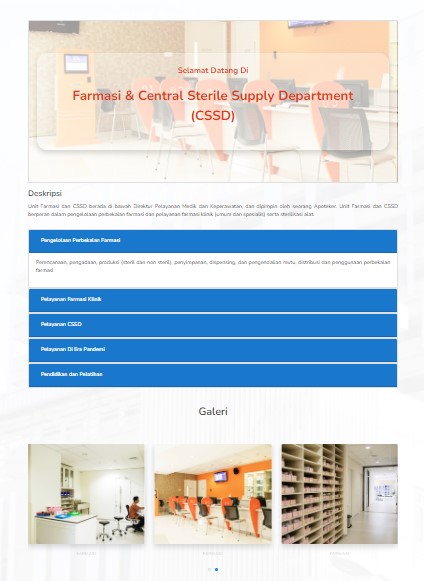 Selamat Datang Di
Farmasi & Central Sterile Supply Department
(CSSD)
Deskripsi
Unit Farmasi dan CSSD berada di bawah Direktur Pelayanan Medik dan Keperawatan, dan dipimpin oleh seorang Apoteker. Unit Farmasi dan CSSD
berperan dalam pengelolaan perbekalan farmasi dan pelayanan farmasi klinik (umum dan spesialis) serta sterilisasi alat.
Pengelolaan Perbekalan Farmasi
Perencanaan, pengadaan, produksi (steril dan non steril), penyimpanan, dispensing, dan pengendalian mutu, distribusi dan penggunaan perbekalan
farmasi
Pelayanan Farmasi Klinik
Pelayanan CSSD
Pelayanan Di Era Pandemi
Pendidikan dan Pelatihan
Galeri